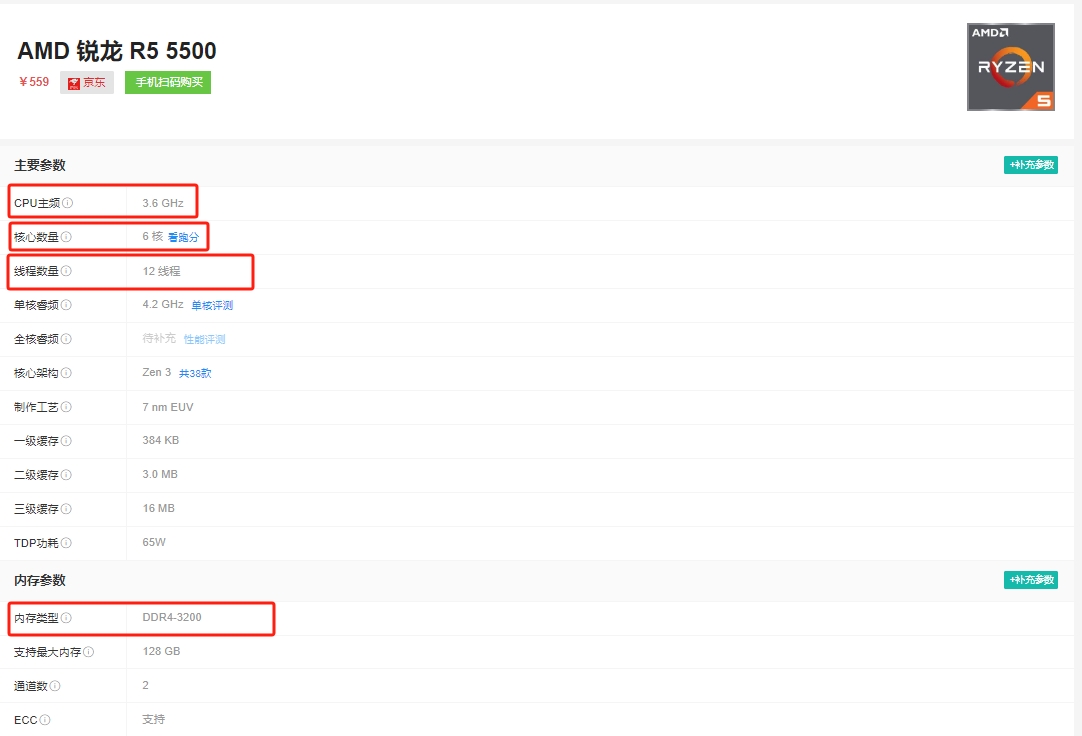 AMD 锐龙 R5 5500
¥559 京东 手机扫码购买
AMD
RYZEN
5
主要参数 +补充参数
CPU主频 3.6 GHz
核心数量 6 核 看跑分
线程数量 12 线程
单核睿频 4.2 GHz 单核评测
全核睿频 待补充 性能评测
核心架构 Zen 3 共38款
制作工艺 7 nm EUV
一级缓存 384 KB
二级缓存 3.0 MB
三级缓存 16 MB
TDP功耗 65W
内存参数 +补充参数
内存类型 DDR4-3200
支持最大内存 128 GB
通道数 2
ECC 支持